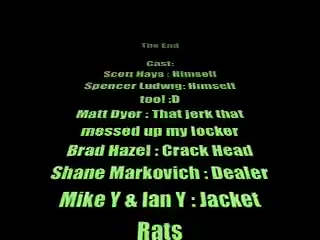 The End
Cast:
Scott Hays : Himself
Spencer Ludwig: Himself
too! :D
Matt Dyer : That jerk that
messed up my locker
Brad Hazel : Crack Head
Shane Markovich : Dealer
Mike Y & Ian Y : Jacket
Rats